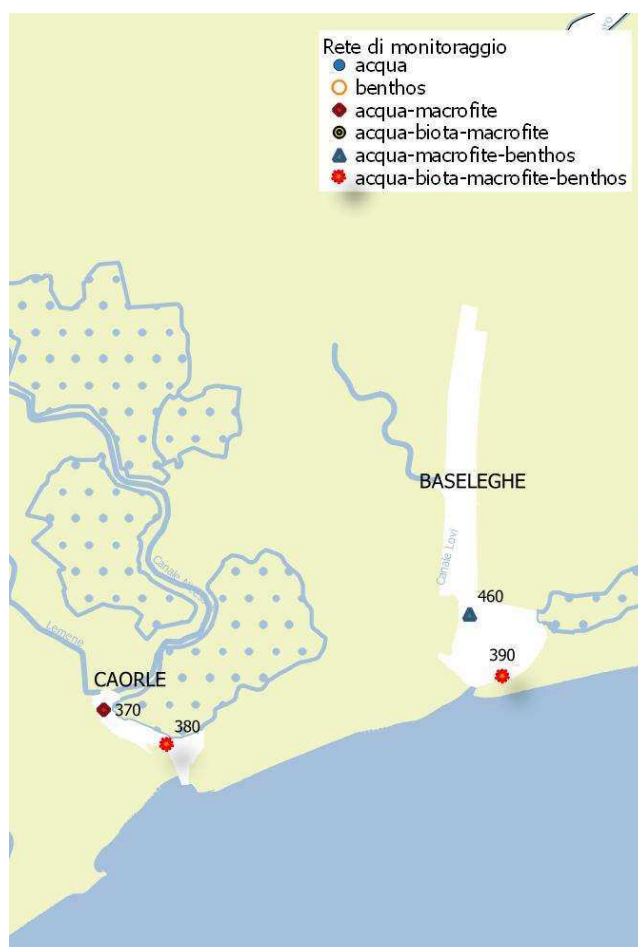 Rete di monitoraggio
acqua
benthos
acqua-macrofite
acqua-biota-macrofite
acqua-macrofite-benthos
acqua-biota-macrofite-benthos
BASELEGHE
Canale Lovi
460
390
Canale
Lemene
CAORLE
370
380